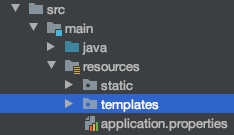 src
main
java
resources
static
templates
application.properties